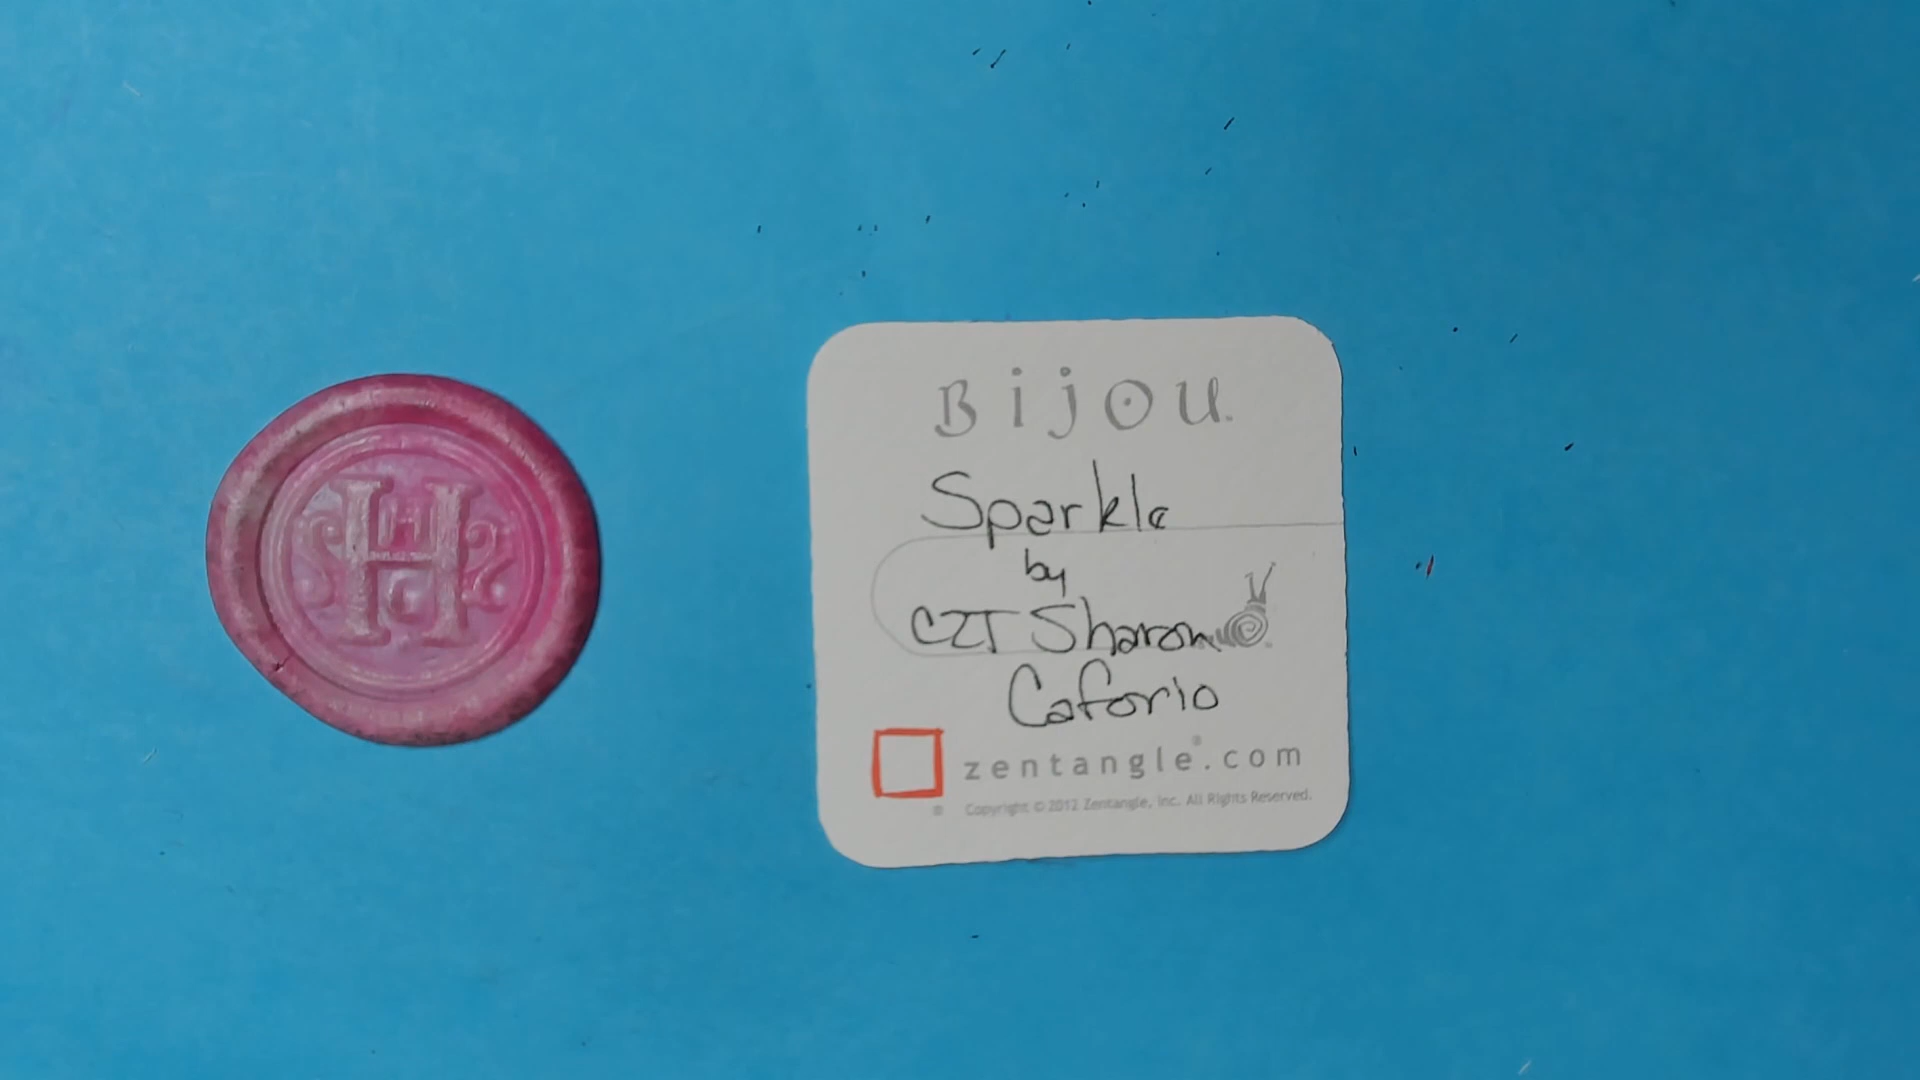 H
Bijou.
Sparkle
by
CZT Sharon
Caforio
zentangle®.com
® Copyright © 2012 Zentangle, Inc. All Rights Reserved.